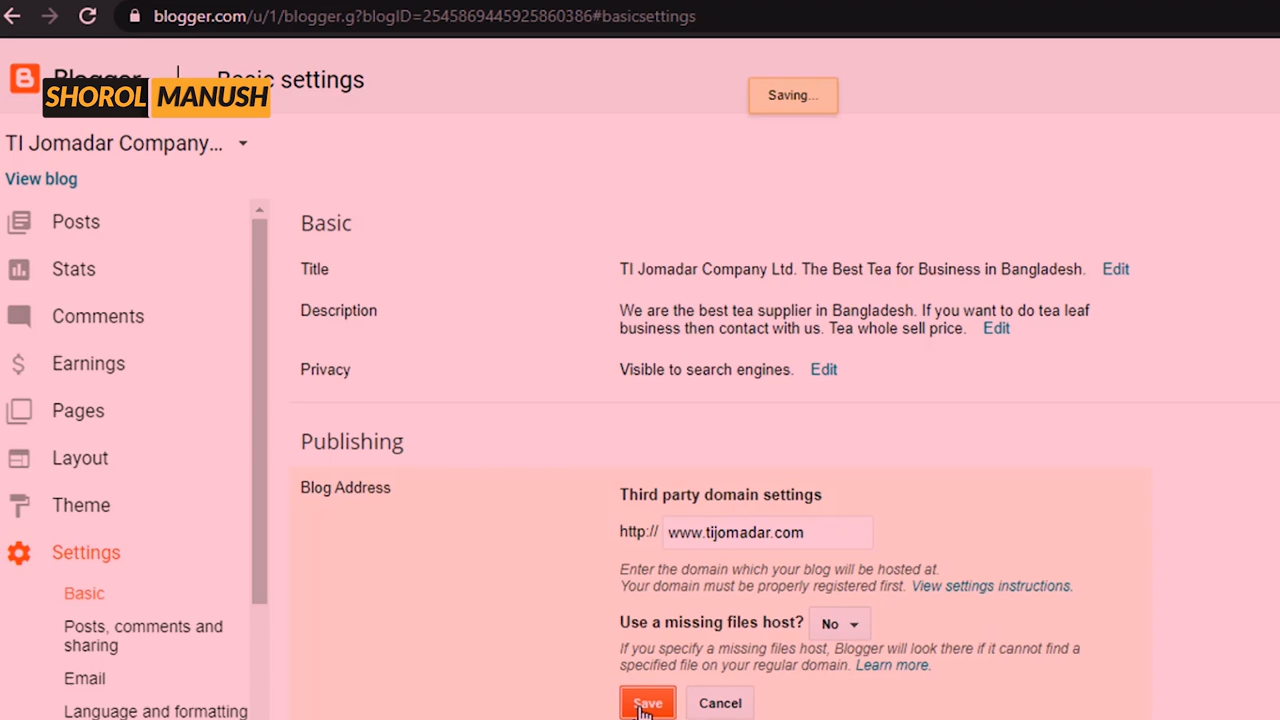 blogger.com/u/1/blogger.g?blogID=2545869445925860386#basicsettings
Blogger | Basic settings
SHOROL MANUSH
Saving...
TI Jomadar Company...
View blog
Posts
Stats
Comments
Earnings
Pages
Layout
Theme
Settings
Basic
Posts, comments and
sharing
Email
Language and formatting
Basic
Title
TI Jomadar Company Ltd. The Best Tea for Business in Bangladesh. Edit
Description
We are the best tea supplier in Bangladesh. If you want to do tea leaf
business then contact with us. Tea whole sell price. Edit
Privacy
Visible to search engines. Edit
Publishing
Blog Address
Third party domain settings
http:// www.tijomadar.com
Enter the domain which your blog will be hosted at.
Your domain must be properly registered first. View settings instructions.
Use a missing files host? No
If you specify a missing files host, Blogger will look there if it cannot find a
specified file on your regular domain. Learn more.
Save Cancel